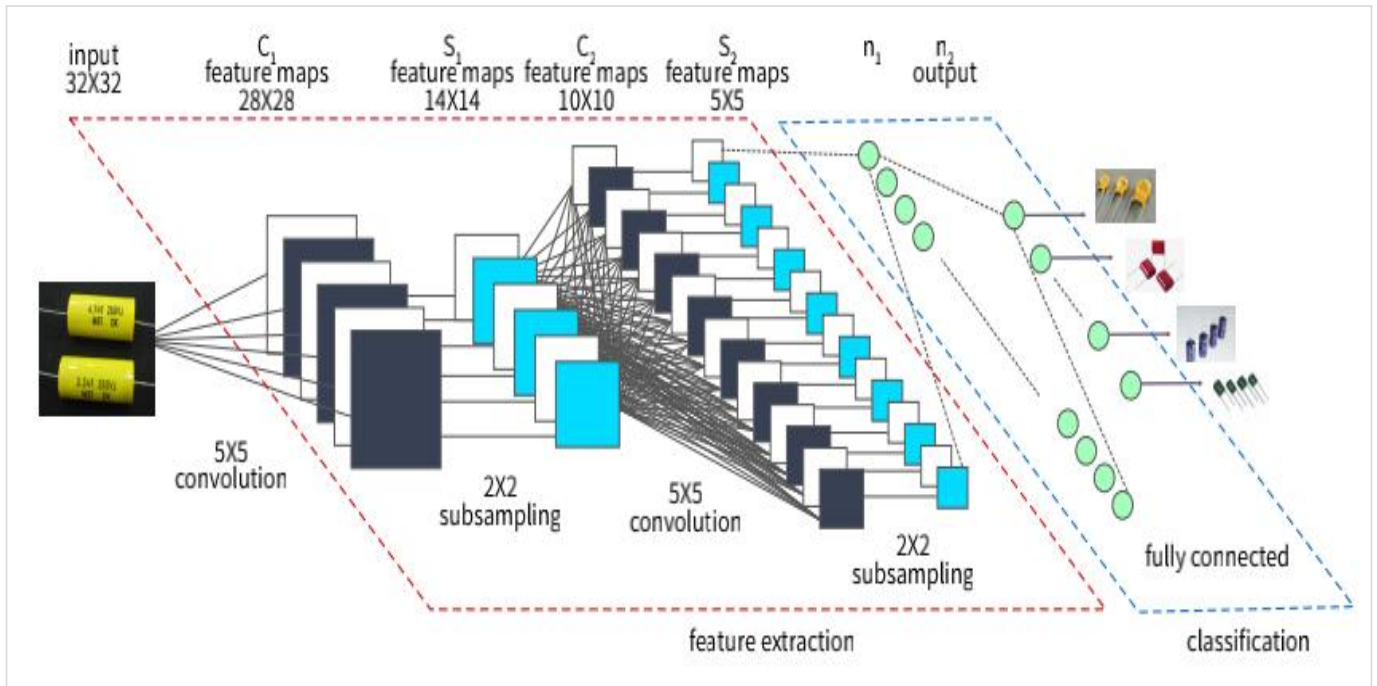 input
32X32
C1
feature maps
28X28
S1
feature maps
14X14
C2
feature maps
10X10
S2
feature maps
5X5
n1
n2
output
5X5
convolution
2X2
subsampling
5X5
convolution
2X2
subsampling
fully connected
feature extraction
classification